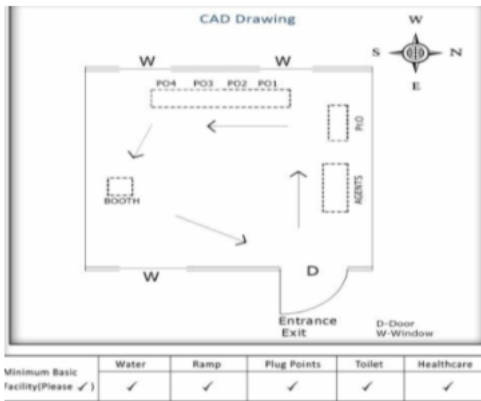 CAD Drawing
W
S N
E
W W
PO4 PO3 PO2 PO1
PLO
AGENTS
BOOTH
W
D
Entrance
Exit
D-Door
W-Window
Minimum Basic
Facility(Please ✓)
Water Ramp Plug Points Toilet Healthcare
✓ ✓ ✓ ✓ ✓